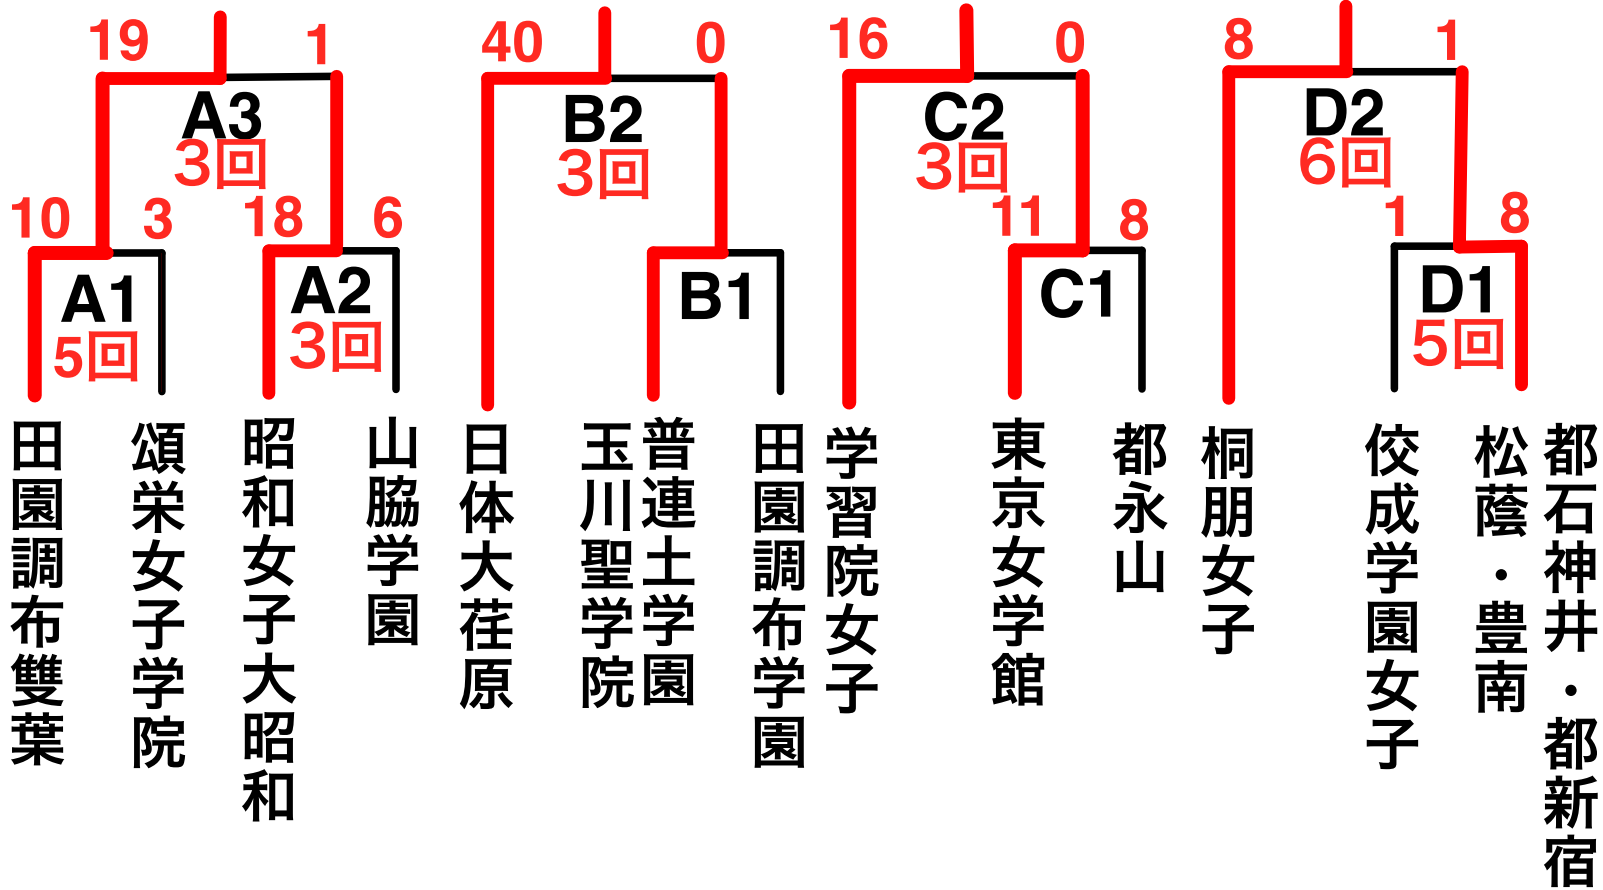 19
1
40
0
16
0
8
1
A3
3回
B2
3回
C2
3回
D2
6回
10
3
18
6
11
8
1
8
A1
5回
A2
3回
B1
C1
D1
5回
田園調布雙葉
頌栄女子学院
昭和女子大昭和
山脇学園
日体大荏原
玉川聖学院
普連土学園
田園調布学園
学習院女子
東京女学館
都永山
桐朋女子
佼成学園女子
松蔭・豊南
都石神井・都新宿